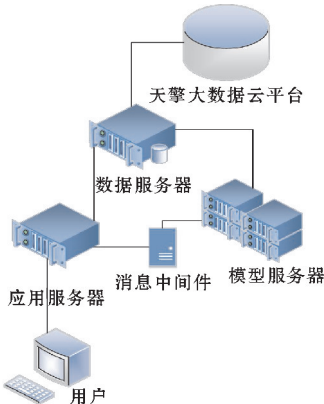 天擎大数据云平台
数据服务器
模型服务器
消息中间件
应用服务器
用户